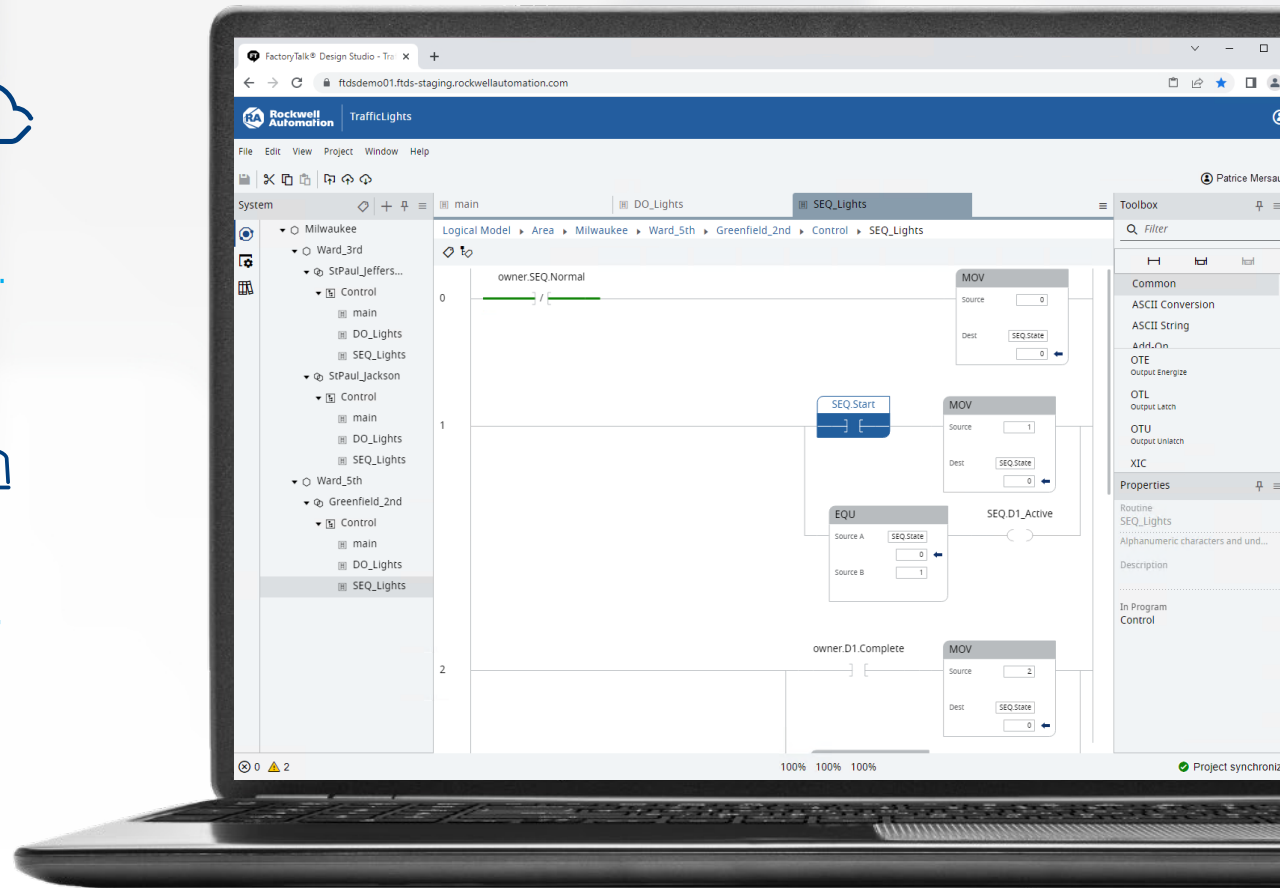 FactoryTalk® Design Studio - Tra
ftdsdemo01.ftds-staging.rockwellautomation.com
RA Rockwell Automation TrafficLights
File Edit View Project Window Help
Patrice Mersau
System
main
DO_Lights
SEQ_Lights
Toolbox
Milwaukee
Ward_3rd
StPaul_Jeffers...
Control
main
DO_Lights
SEQ_Lights
StPaul_Jackson
Control
main
DO_Lights
SEQ_Lights
Ward_5th
Greenfield_2nd
Control
main
DO_Lights
SEQ_Lights
Logical Model Area Milwaukee Ward_5th Greenfield_2nd Control SEQ_Lights
0
owner.SEQ.Normal
MOV
Source 0
Dest SEQ.State
0
1
SEQ.Start
MOV
Source 1
Dest SEQ.State
0
EQU
Source A SEQ.State
0
Source B 1
SEQ.D1_Active
2
owner.D1.Complete
MOV
Source 2
Dest SEQ.State
0
Filter
Common
ASCII Conversion
ASCII String
Add-On
OTE
Output Energize
OTL
Output Latch
OTU
Output Unlatch
XIC
Properties
Routine
SEQ_Lights
Alphanumeric characters and und...
Description
In Program
Control
0 2
100% 100% 100%
Project synchroniz